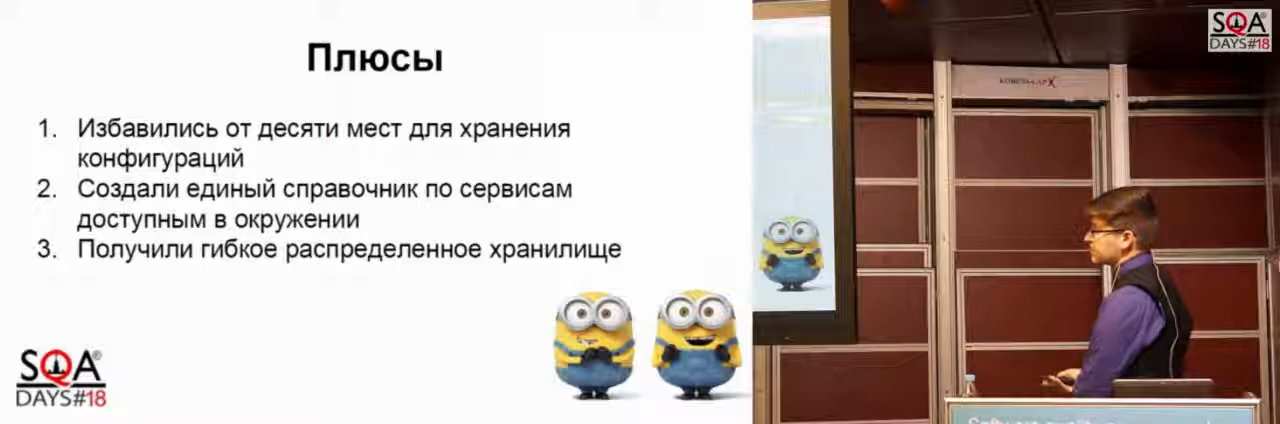 Плюсы
1. Избавились от десяти мест для хранения
конфигураций
2. Создали единый справочник по сервисам
доступным в окружении
3. Получили гибкое распределенное хранилище
SQA®
DAYS#18
SQA®
DAYS#18